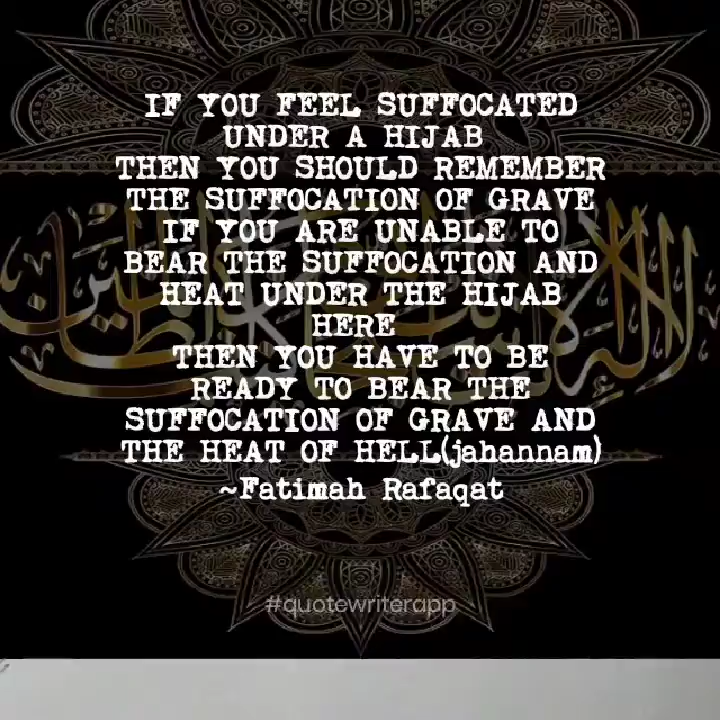 IF YOU FEEL SUFFOCATED
UNDER A HIJAB
THEN YOU SHOULD REMEMBER
THE SUFFOCATION OF GRAVE
IF YOU ARE UNABLE TO
BEAR THE SUFFOCATION AND
HEAT UNDER THE HIJAB
HERE
THEN YOU HAVE TO BE
READY TO BEAR THE
SUFFOCATION OF GRAVE AND
THE HEAT OF HELL(jahannam)
~Fatimah Rafaqat
#quotewriterapp